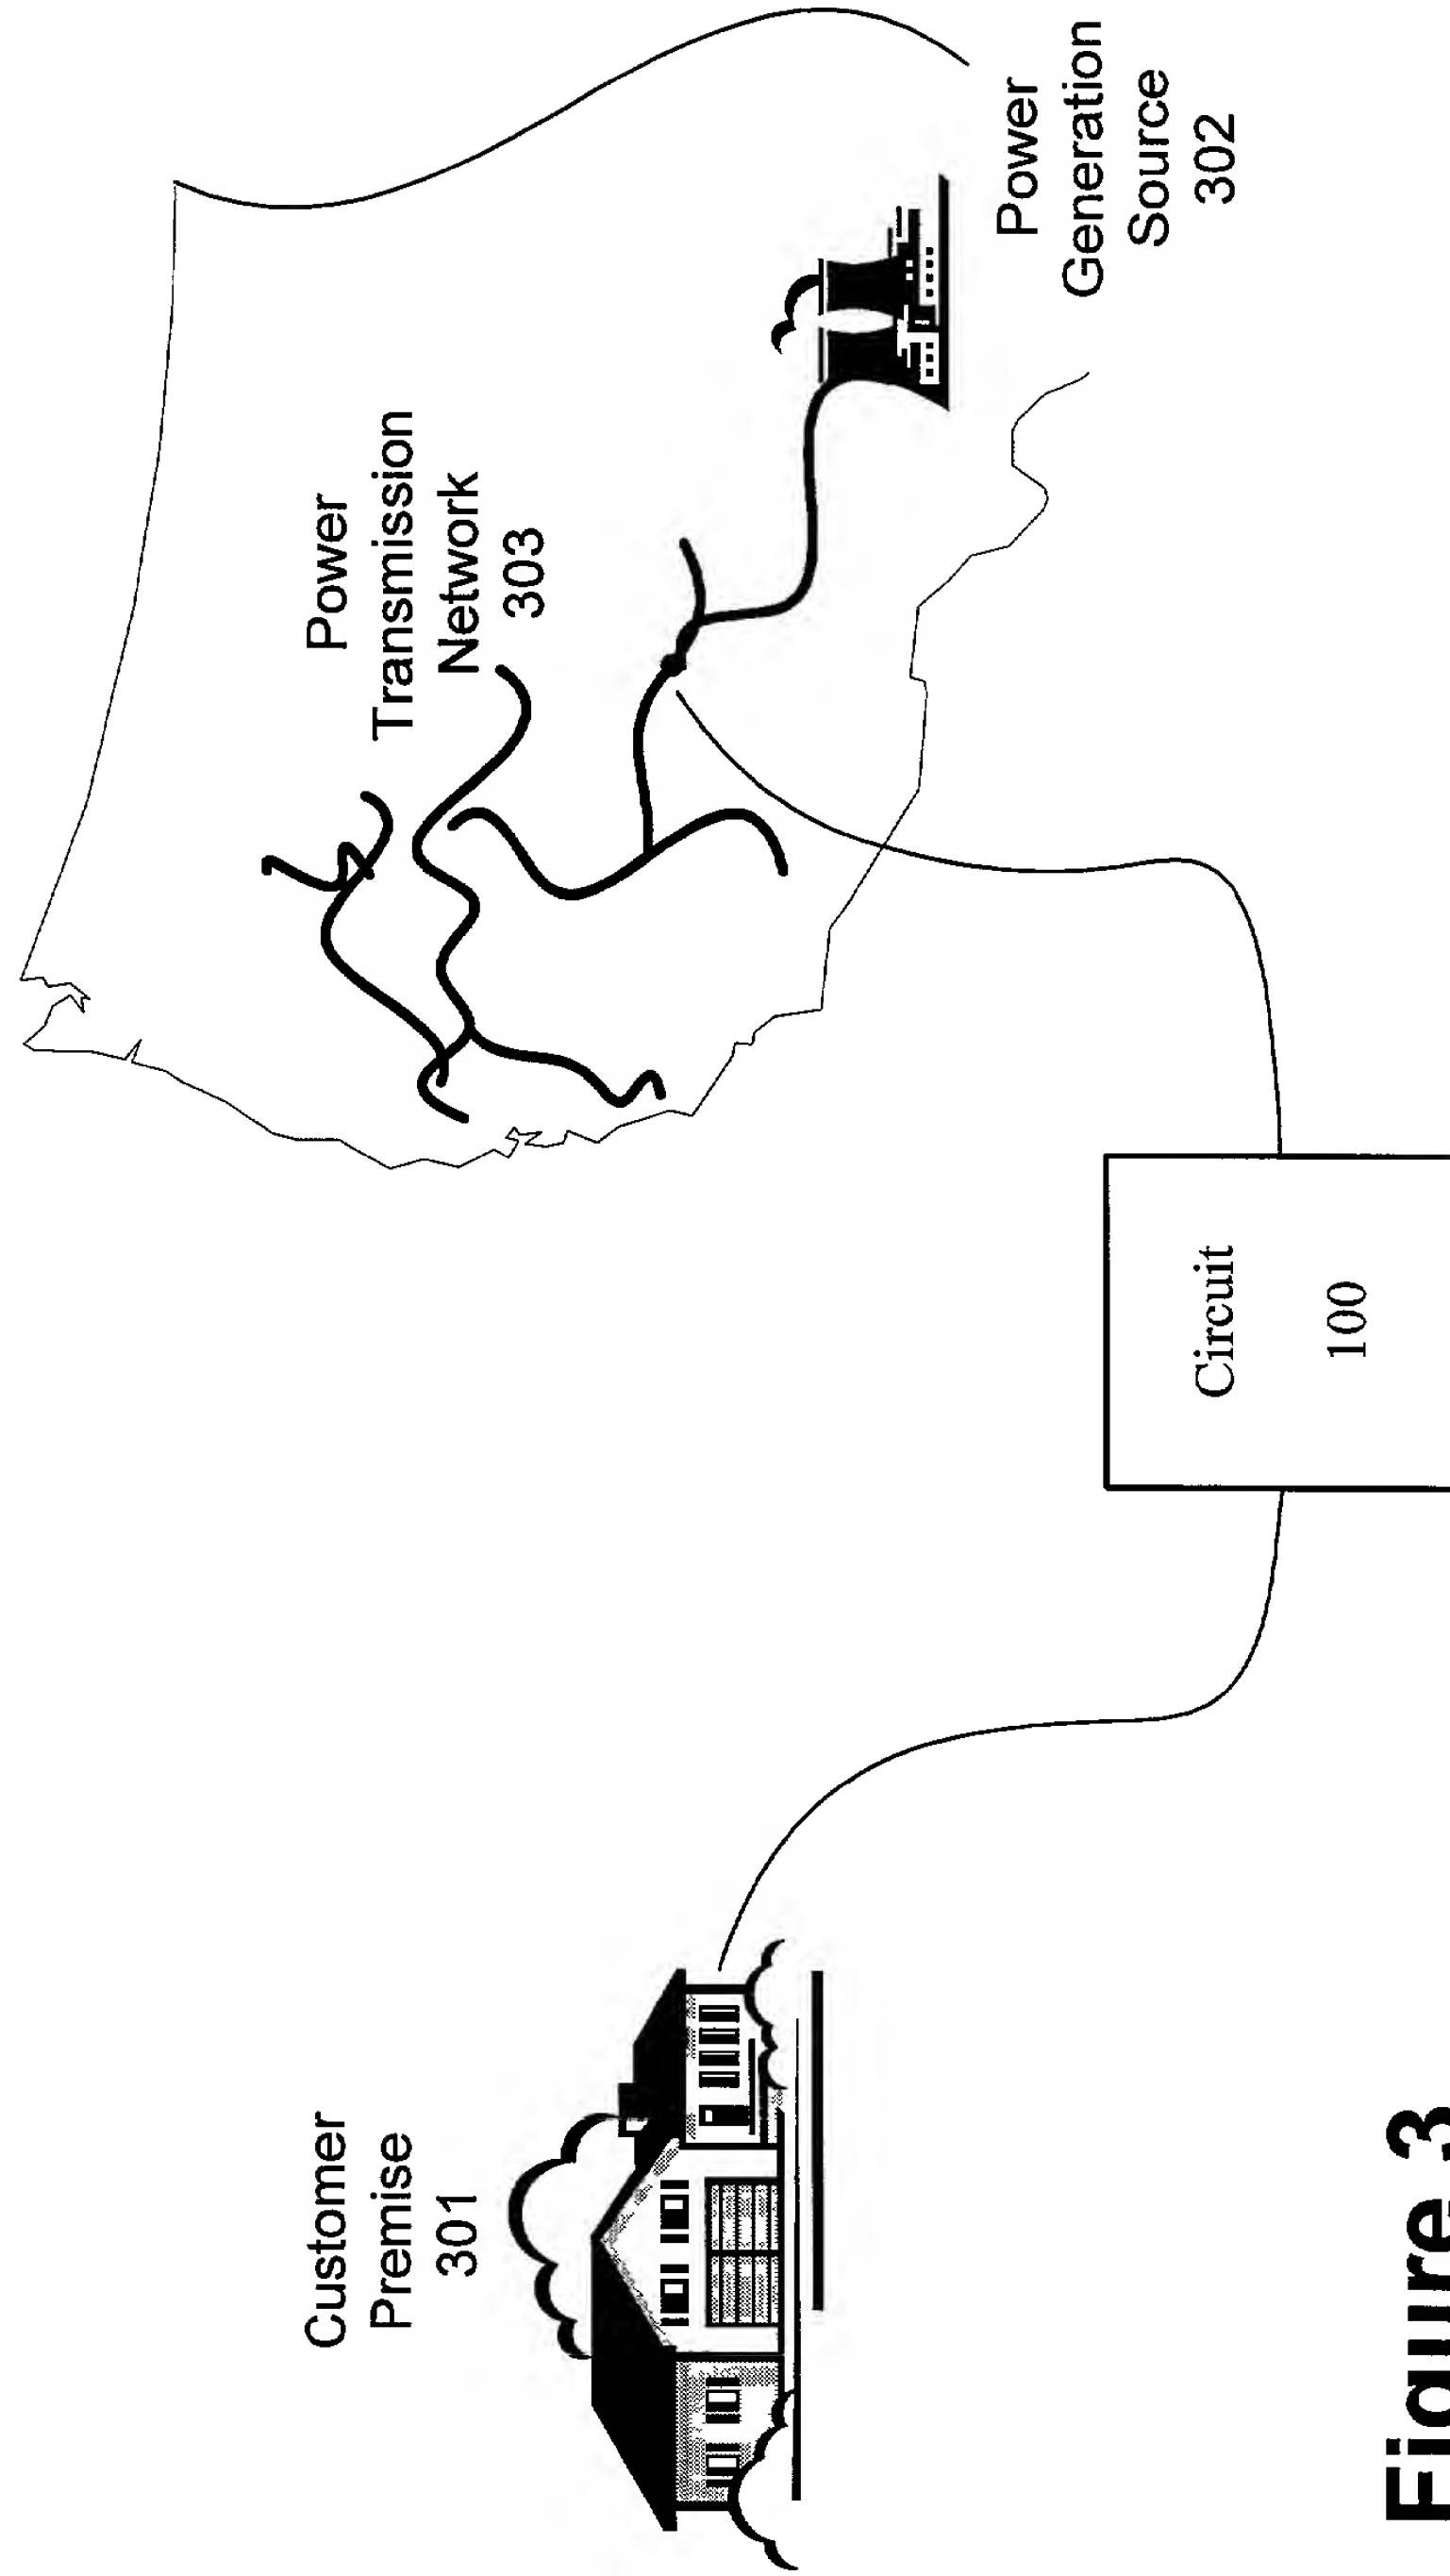 Customer
Premise
301
Power
Transmission
Network
303
Power
Generation
Source
302
Circuit
100
Figure 3